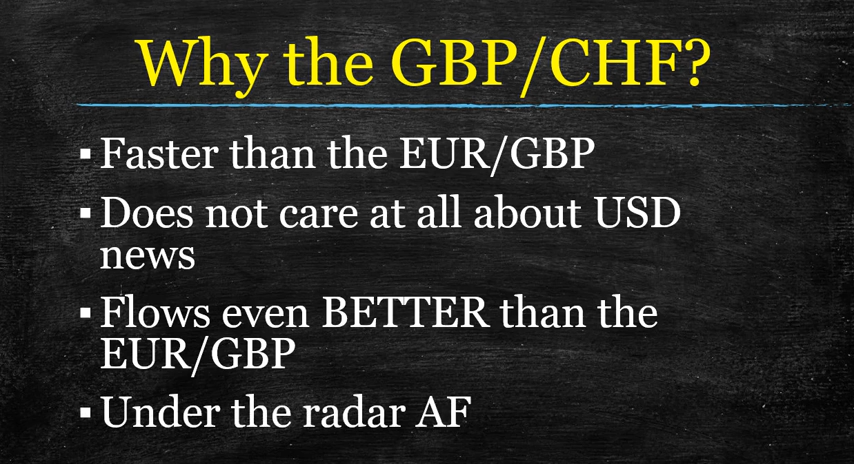 Why the GBP/CHF?
▪ Faster than the EUR/GBP
▪ Does not care at all about USD
news
▪ Flows even BETTER than the
EUR/GBP
▪ Under the radar AF